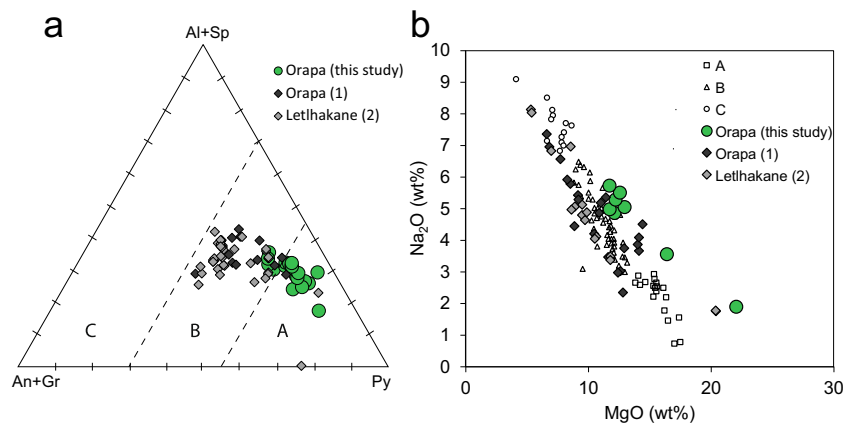 a
Al+Sp
Orapa (this study)
Orapa (1)
Letlhakane (2)
C
B
A
An+Gr
Py
b
10
9
8
7
6
5
4
3
2
1
0
Na₂O (wt%)
A
B
C
Orapa (this study)
Orapa (1)
Letlhakane (2)
0
10
20
30
MgO (wt%)